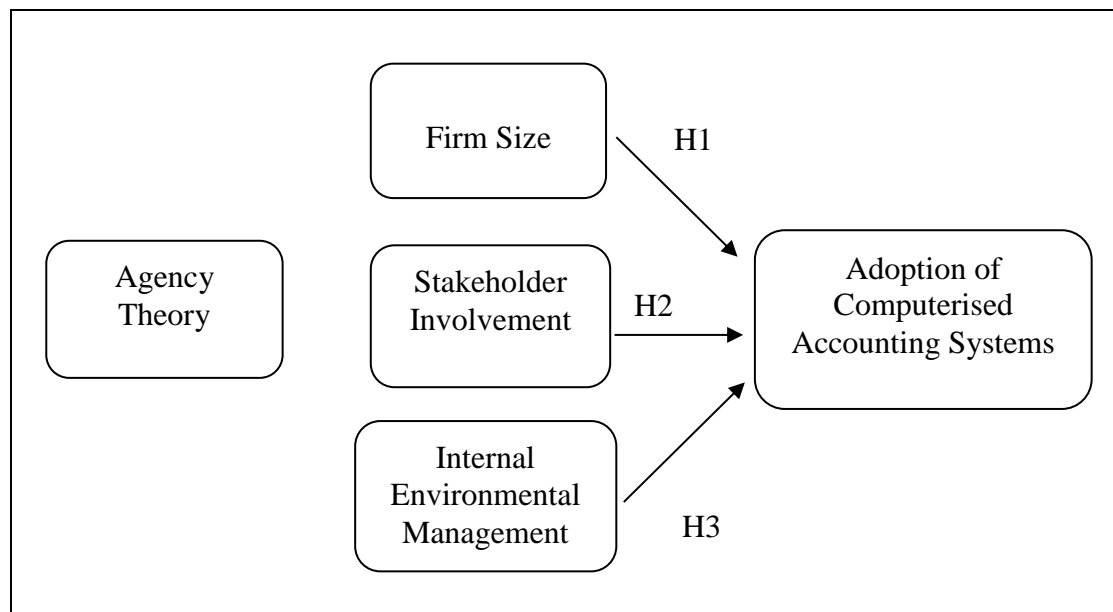 Firm Size
H1
Agency
Theory
Stakeholder
Involvement
H2
Adoption of
Computerised
Accounting Systems
Internal
Environmental
Management
H3